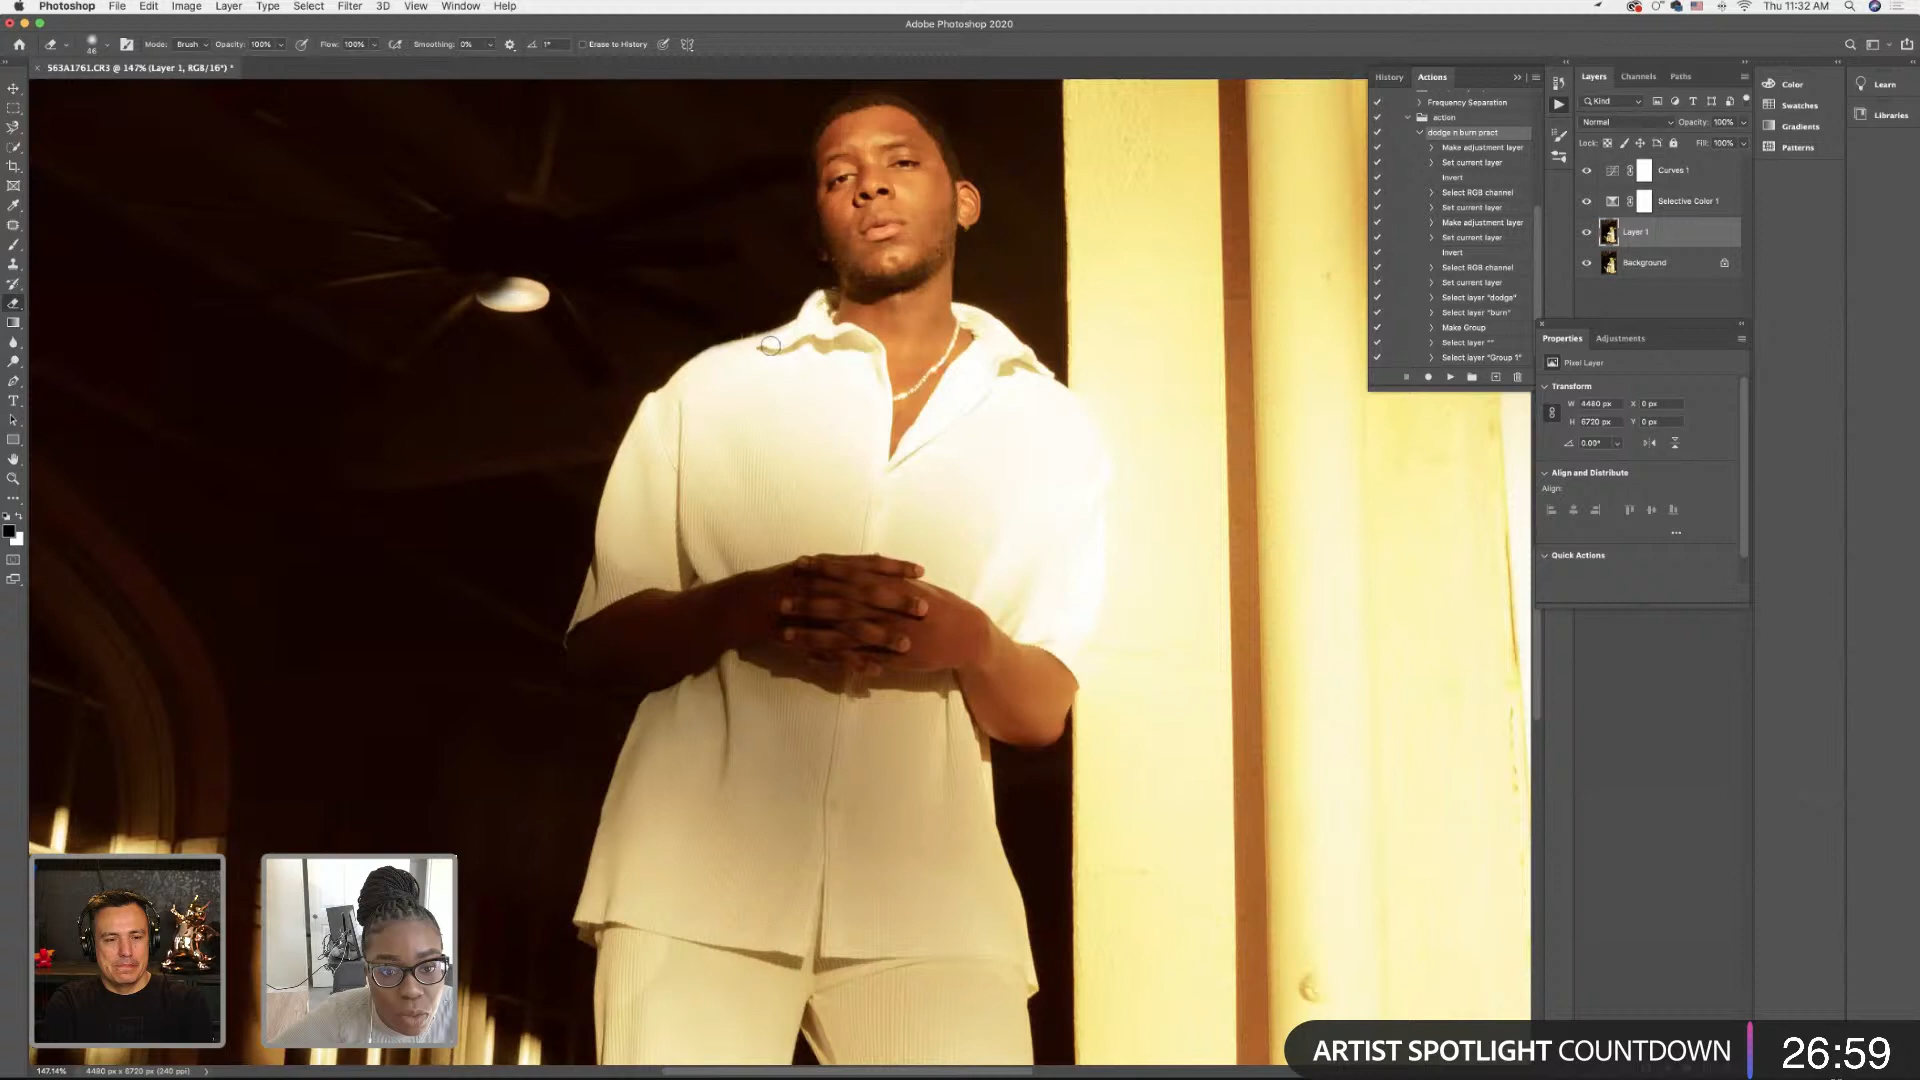 Photoshop File Edit Image Layer Type Select Filter 3D View Window Help
Thu 11:32 AM
Adobe Photoshop 2020
46
Mode: Brush Opacity: 100% Flow: 100% Smoothing: 0% 1° Erase to History
S63A1761.CR3 @ 147% (Layer 1, RGB/16*) *
History Actions
Frequency Separation
action
dodge n burn pract
Make adjustment layer
Set current layer
Invert
Select RGB channel
Set current layer
Make adjustment layer
Set current layer
Invert
Select RGB channel
Set current layer
Select layer "dodge"
Select layer "burn"
Make Group
Select layer ""
Select layer "Group 1"
Layers Channels Paths
Kind
Normal Opacity: 100%
Lock: Fill: 100%
Curves 1
Selective Color 1
Layer 1
Background
Properties Adjustments
Pixel Layer
Transform
W 4480 px X 0 px
H 6720 px Y 0 px
0.00°
Align and Distribute
Align:
Quick Actions
Color
Swatches
Gradients
Patterns
Learn
Libraries
147.14% 4480 px x 6720 px (240 ppi)
ARTIST SPOTLIGHT COUNTDOWN 26:59